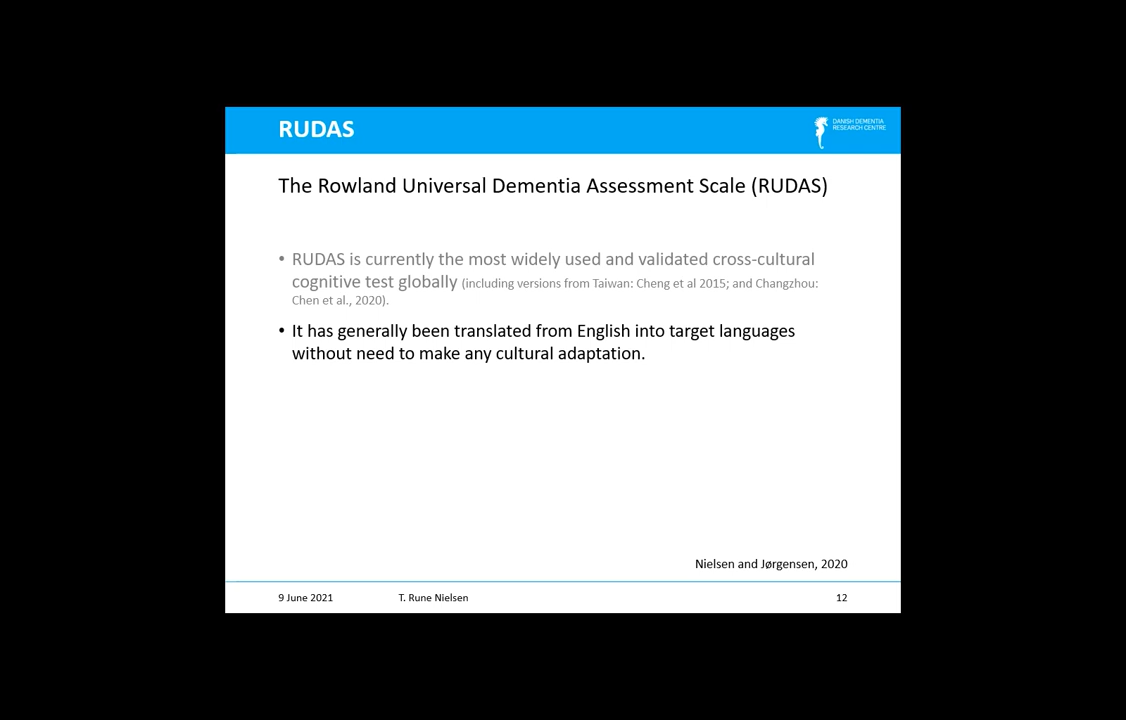 RUDAS
DANISH DEMENTIA
RESEARCH CENTRE
The Rowland Universal Dementia Assessment Scale (RUDAS)
• RUDAS is currently the most widely used and validated cross-cultural
cognitive test globally (including versions from Taiwan: Cheng et al 2015; and Changzhou:
Chen et al., 2020).
• It has generally been translated from English into target languages
without need to make any cultural adaptation.
Nielsen and Jørgensen, 2020
9 June 2021 T. Rune Nielsen 12